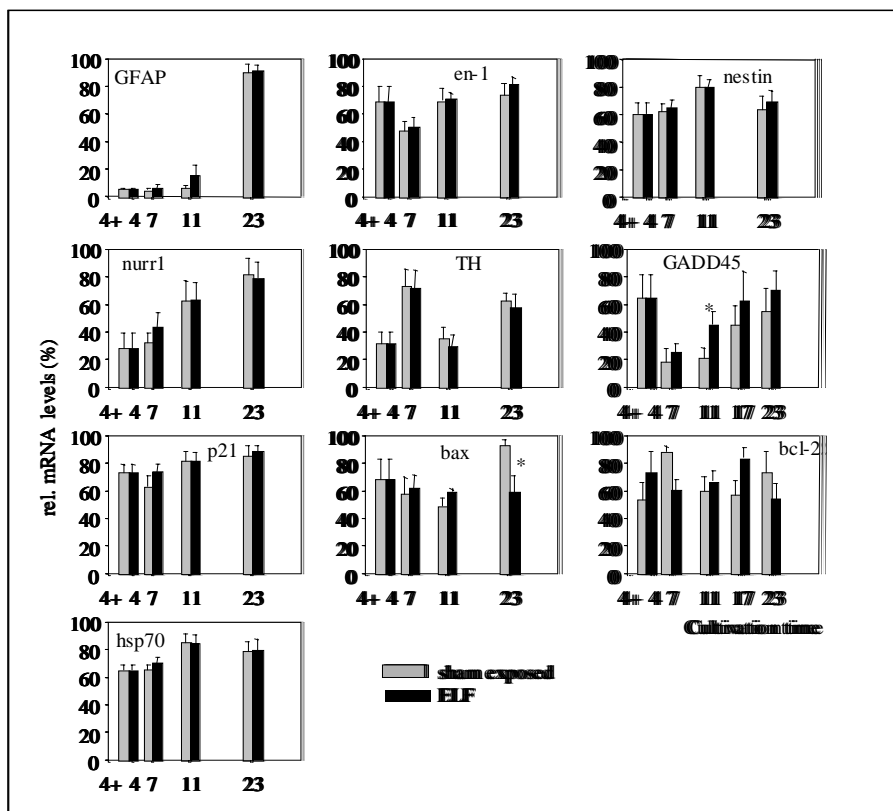 GFAP
100
80
60
40
20
0
4+ 4 7 11 23
en-1
100
80
60
40
20
0
4+ 4 7 11 23
nestin
100
80
60
40
20
0
4+ 4 7 11 23
rel. mRNA levels (%)
nurr1
100
80
60
40
20
0
4+ 4 7 11 23
TH
100
80
60
40
20
0
4+ 4 7 11 23
GADD45
100
80
60
40
20
0
*
4+ 4 7 11 17 23
p21
100
80
60
40
20
0
4+ 4 7 11 23
bax
100
80
60
40
20
0
*
4+ 4 7 11 23
bcl-2
100
80
60
40
20
0
4+ 4 7 11 17 23
Cultivation time
hsp70
100
80
60
40
20
0
4+ 4 7 11 23
sham exposed
ELF